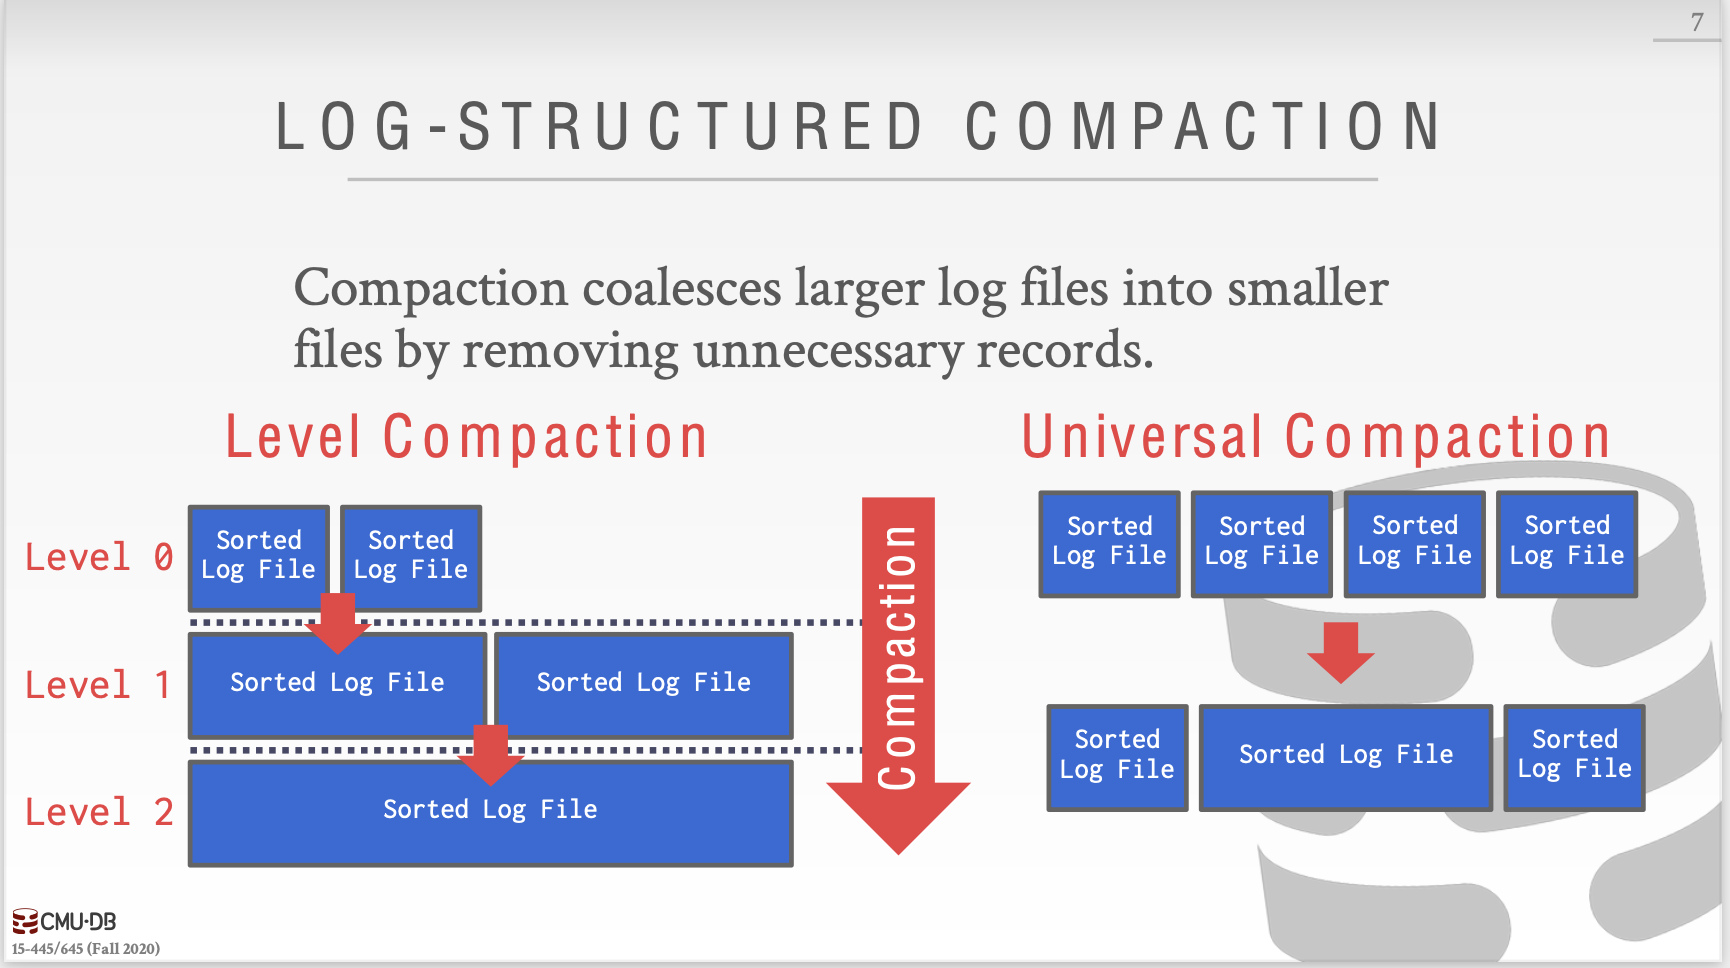 7
LOG-STRUCTURED COMPACTION
Compaction coalesces larger log files into smaller
files by removing unnecessary records.
Level Compaction
Level 0
Sorted
Log File
Sorted
Log File
Level 1
Sorted Log File
Sorted Log File
Level 2
Sorted Log File
Compaction
Universal Compaction
Sorted
Log File
Sorted
Log File
Sorted
Log File
Sorted
Log File
Sorted
Log File
Sorted Log File
Sorted
Log File
CMU·DB
15-445/645 (Fall 2020)